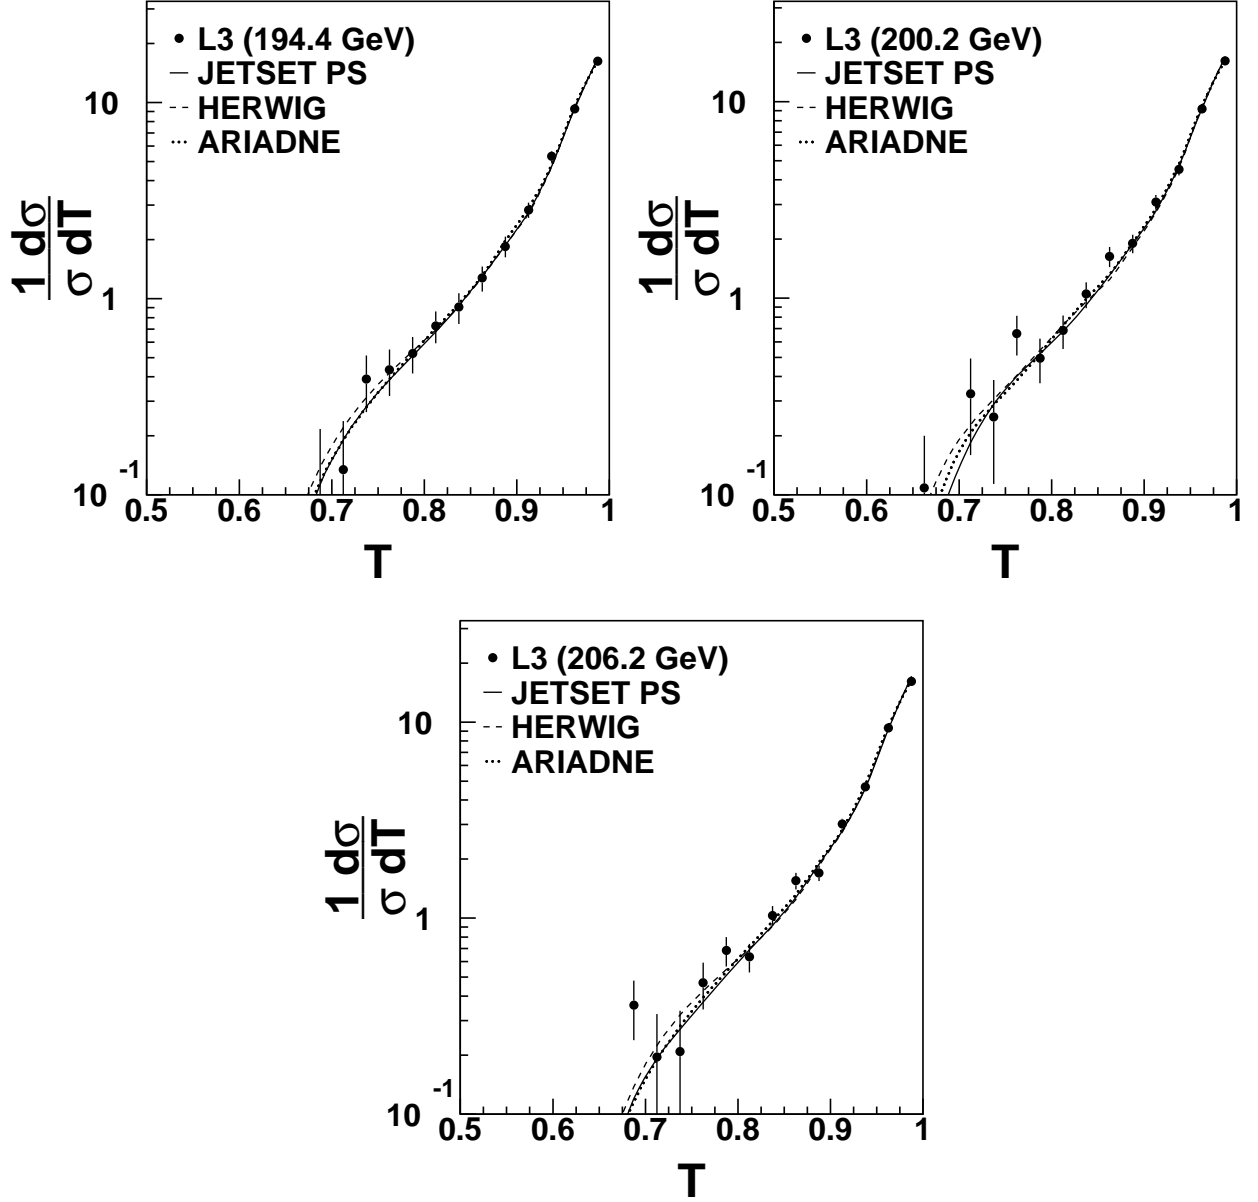 L3 (194.4 GeV)
JETSET PS
HERWIG
ARIADNE
10
1
10 -1
1 dσ
σ dT
0.5 0.6 0.7 0.8 0.9 1
T
L3 (200.2 GeV)
JETSET PS
HERWIG
ARIADNE
10
1
10 -1
1 dσ
σ dT
0.5 0.6 0.7 0.8 0.9 1
T
L3 (206.2 GeV)
JETSET PS
HERWIG
ARIADNE
10
1
10 -1
1 dσ
σ dT
0.5 0.6 0.7 0.8 0.9 1
T